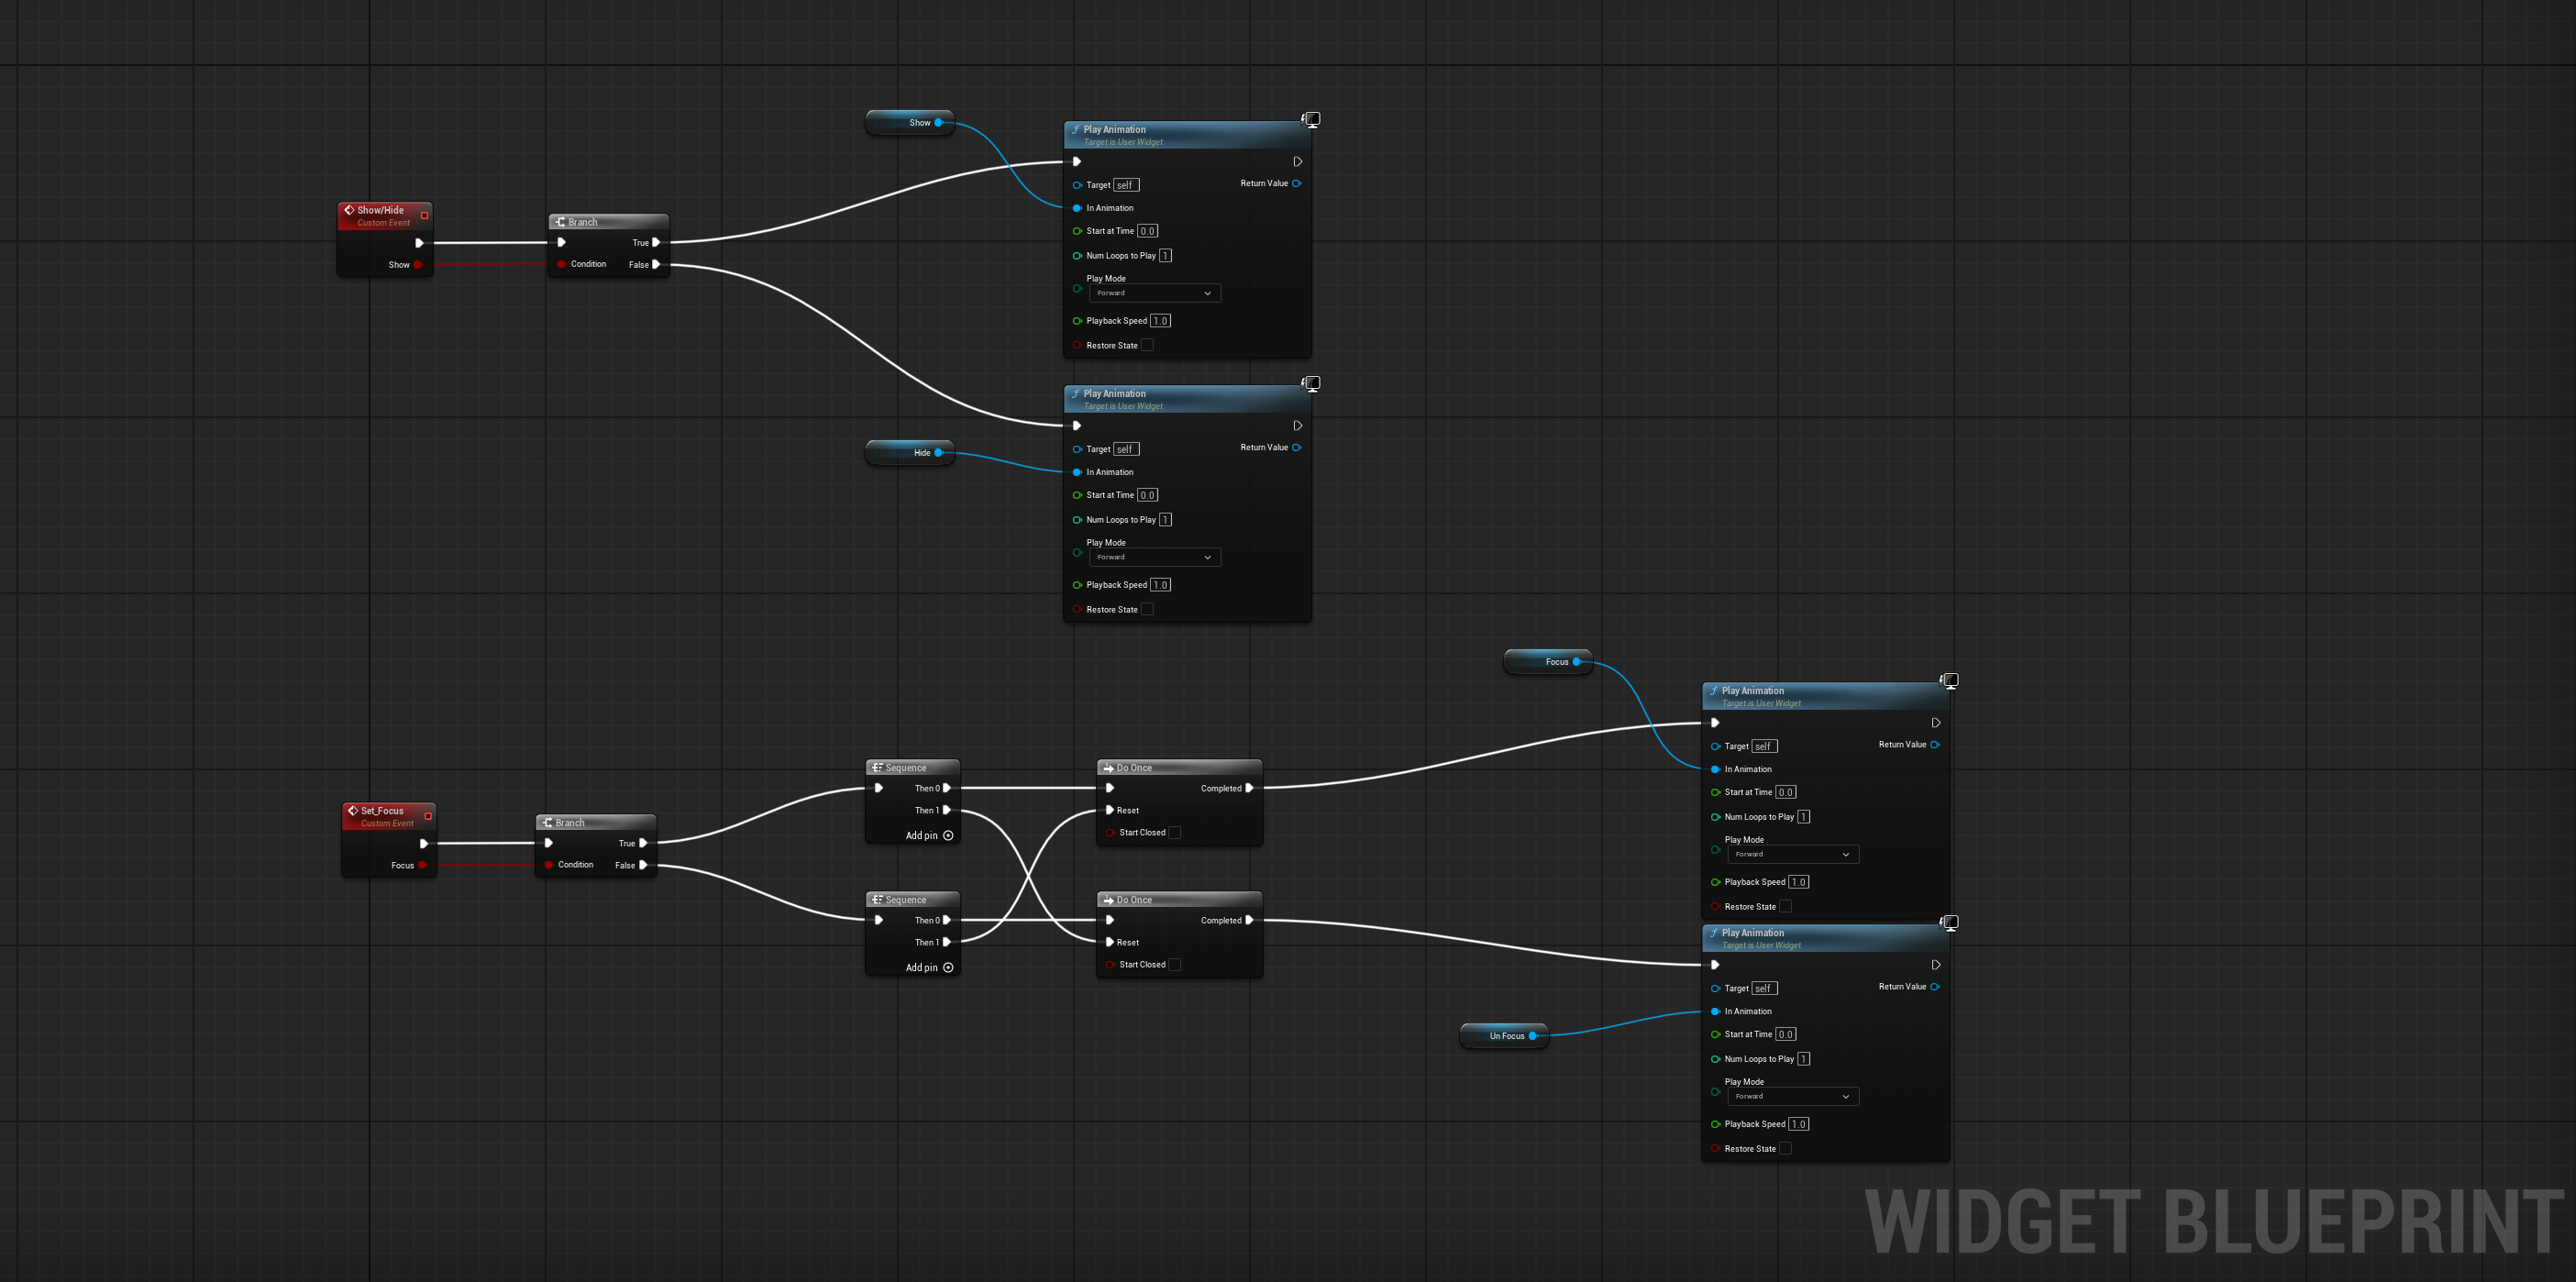 Show
Play Animation
Target is User Widget
Target self
Return Value
In Animation
Start at Time 0.0
Num Loops to Play 1
Play Mode
Forward
Playback Speed 1.0
Restore State
Show/Hide
Custom Event
Show
Branch
True
Condition
False
Play Animation
Target is User Widget
Hide
Target self
Return Value
In Animation
Start at Time 0.0
Num Loops to Play 1
Play Mode
Forward
Playback Speed 1.0
Restore State
Focus
Play Animation
Target is User Widget
Target self
Return Value
In Animation
Start at Time 0.0
Num Loops to Play 1
Play Mode
Forward
Playback Speed 1.0
Restore State
Set_Focus
Custom Event
Focus
Branch
True
Condition
False
Sequence
Then 0
Then 1
Add pin
Do Once
Completed
Reset
Start Closed
Sequence
Then 0
Then 1
Add pin
Do Once
Completed
Reset
Start Closed
Play Animation
Target is User Widget
Target self
Return Value
In Animation
Un Focus
Start at Time 0.0
Num Loops to Play 1
Play Mode
Forward
Playback Speed 1.0
Restore State
WIDGET BLUEPRINT